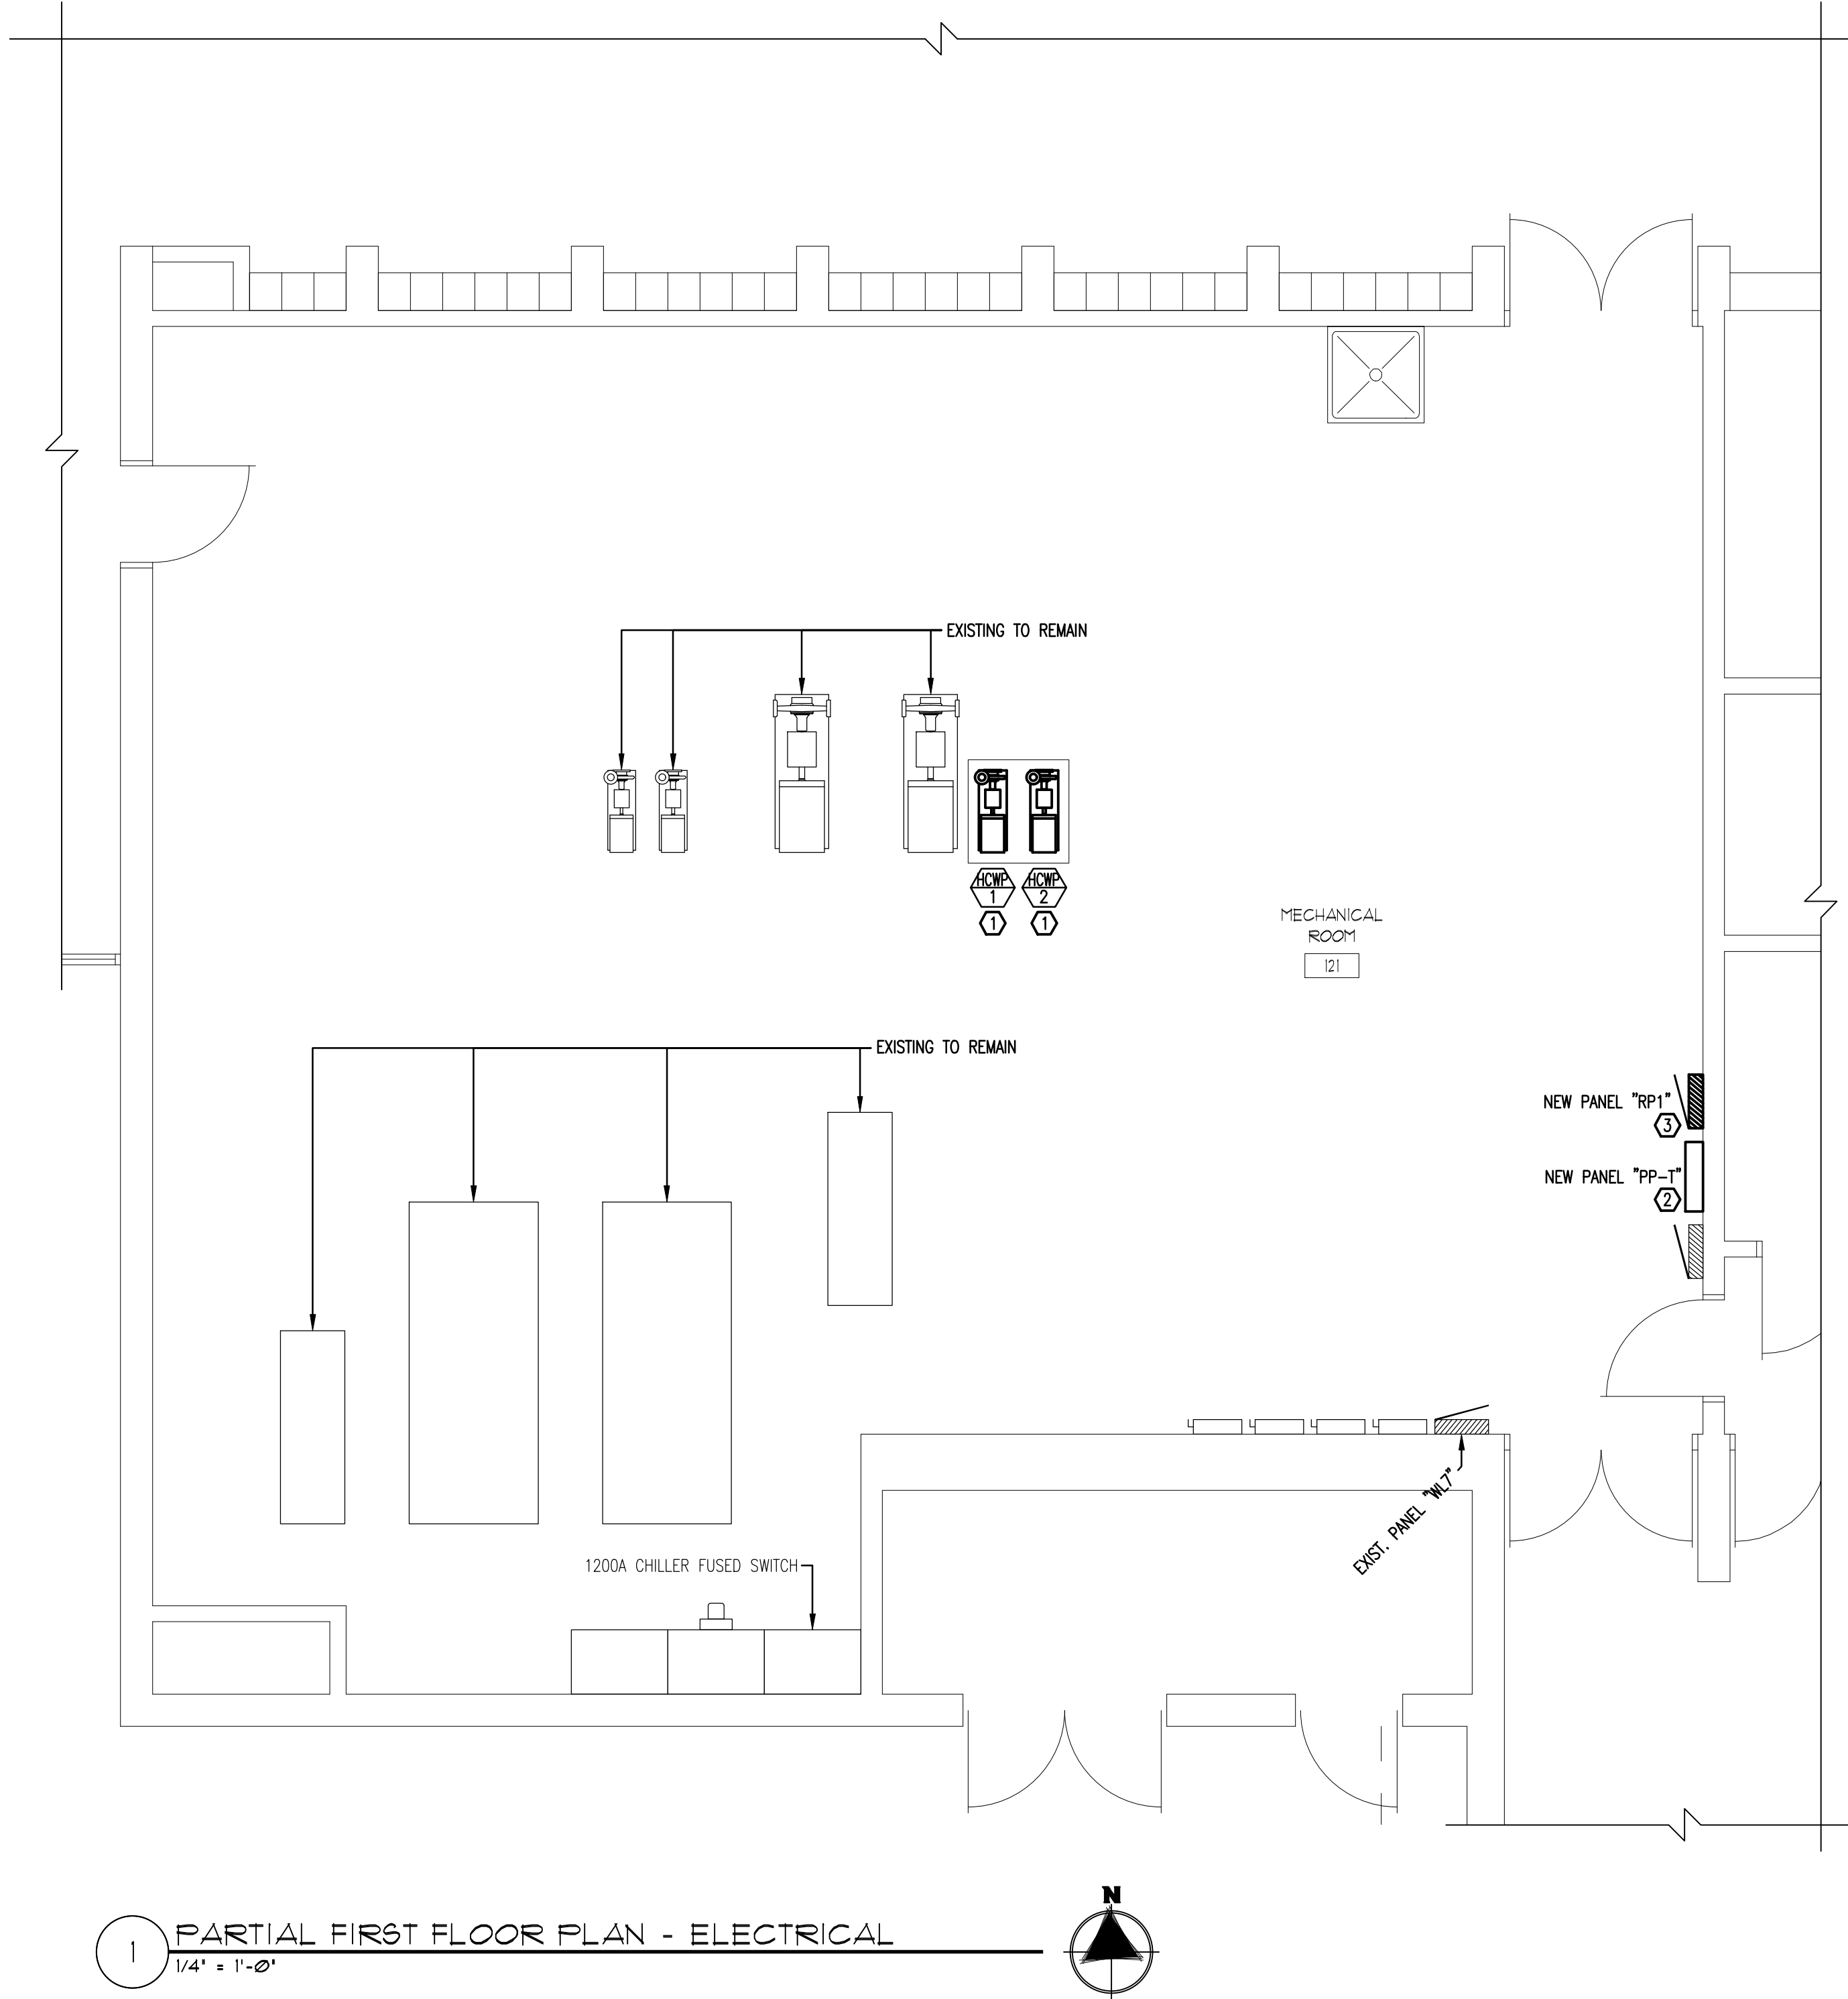 EXISTING TO REMAIN
HCWP
1
HCWP
2
1
1
MECHANICAL
ROOM
121
EXISTING TO REMAIN
NEW PANEL "RP1"
3
NEW PANEL "PP-T"
2
EXIST. PANEL "WL7"
1200A CHILLER FUSED SWITCH
N
1
PARTIAL FIRST FLOOR PLAN - ELECTRICAL
1/4" = 1'-0"